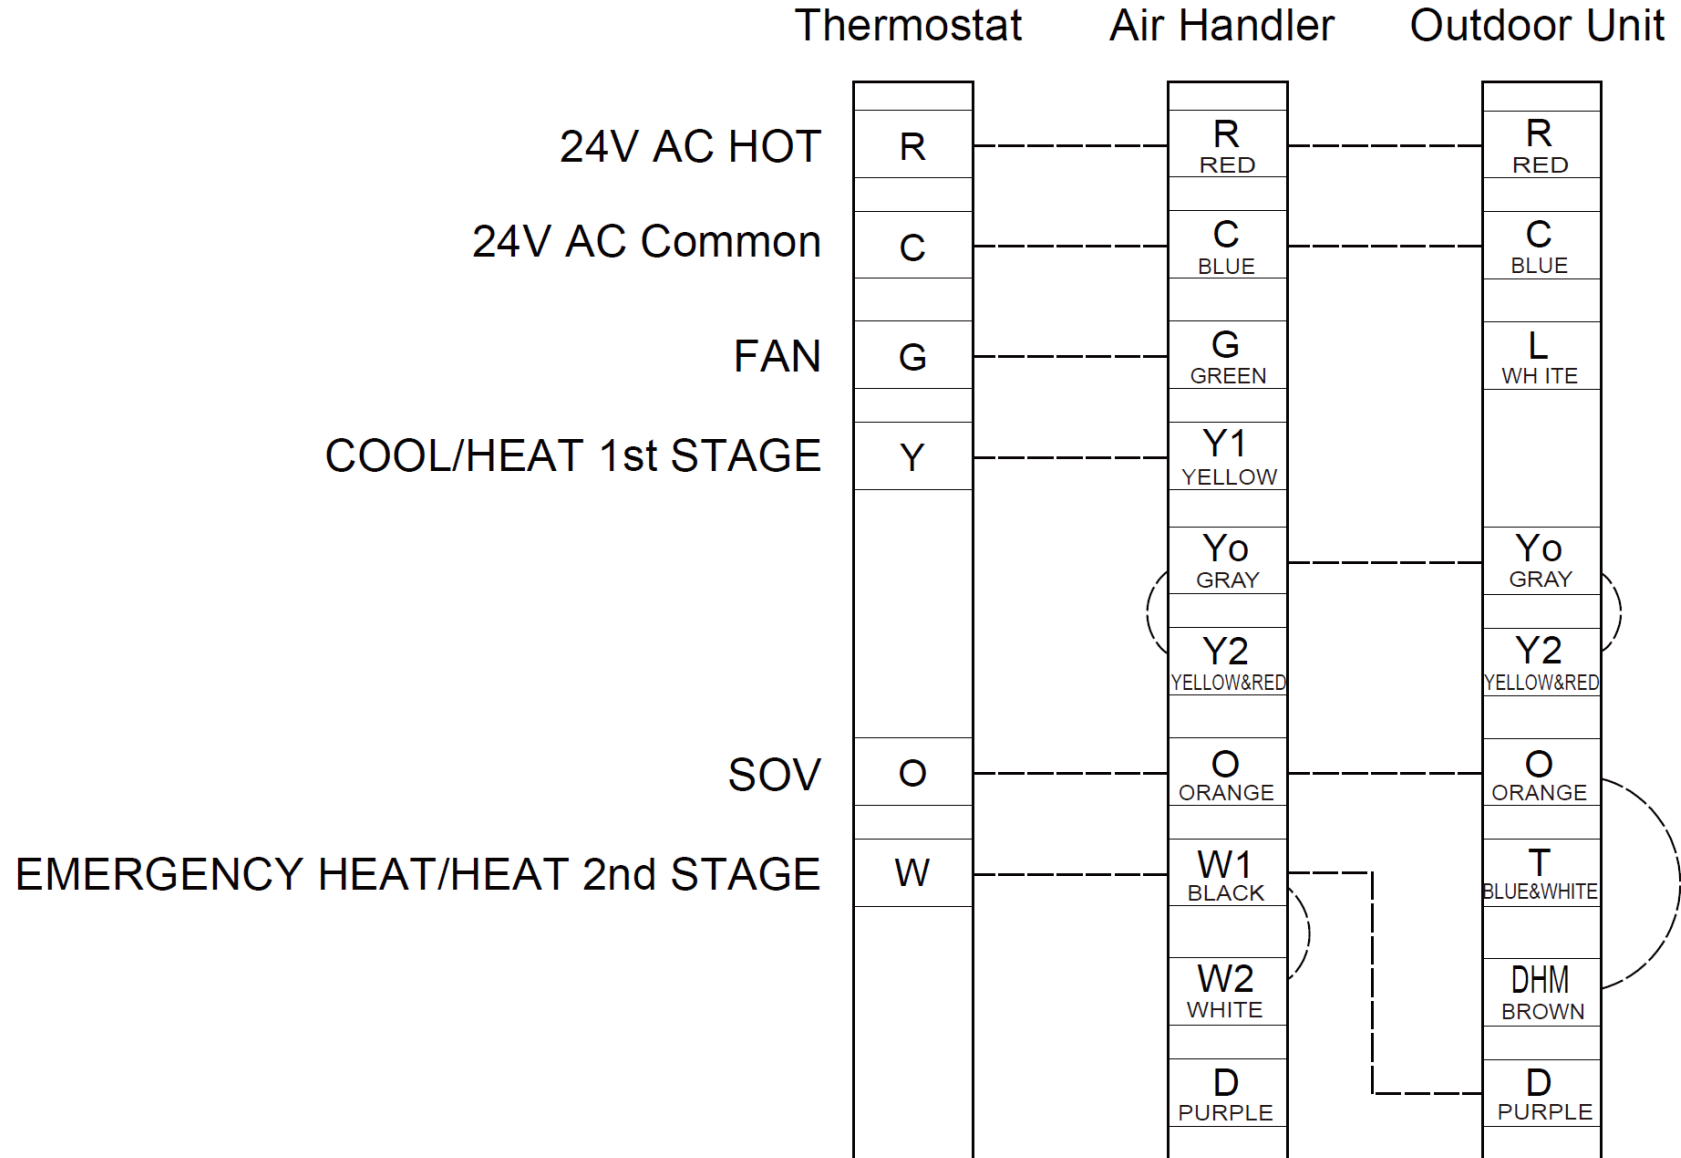 Thermostat Air Handler Outdoor Unit
24V AC HOT R R R
RED RED
24V AC Common C C C
BLUE BLUE
FAN G G L
GREEN WH ITE
COOL/HEAT 1st STAGE Y Y1
YELLOW
Yo Yo
GRAY GRAY
Y2 Y2
YELLOW&RED YELLOW&RED
SOV O O O
ORANGE ORANGE
EMERGENCY HEAT/HEAT 2nd STAGE W W1 T
BLACK BLUE&WHITE
W2 DHM
WHITE BROWN
D D
PURPLE PURPLE